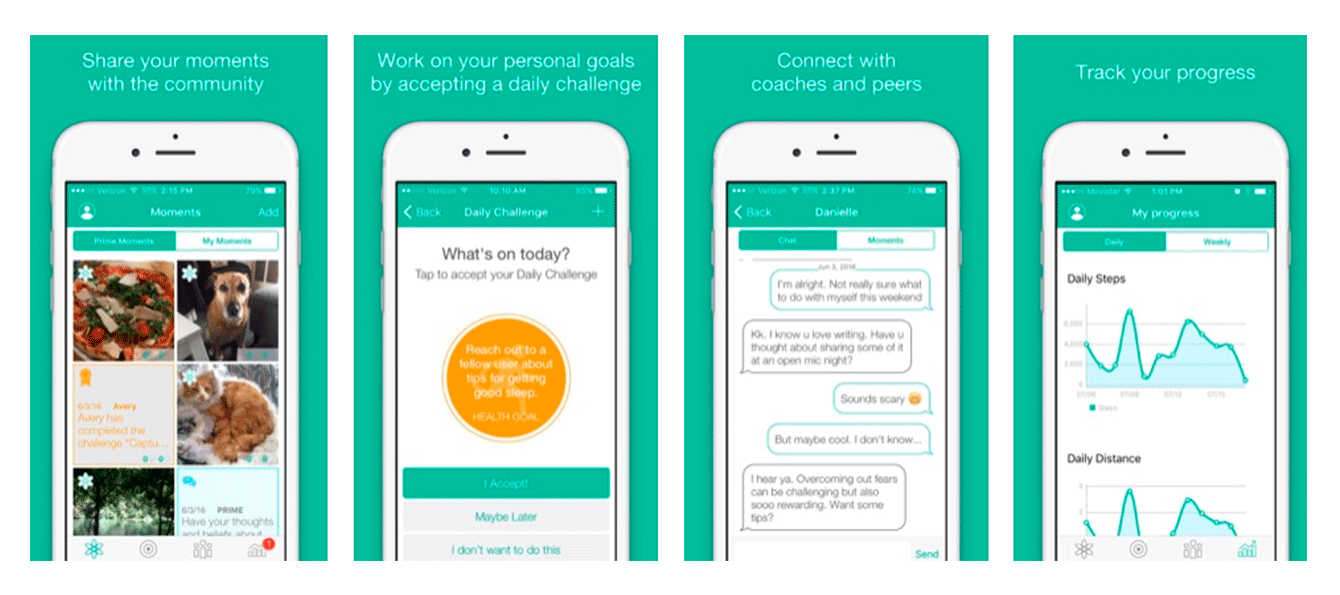 Share your moments
with the community
Verizon 2:15 PM 79%
Moments
Add
Prime Moments
My Moments
6/3/16 Avery
Avery has
completed the
challenge "Captu...
6/3/16 PRIME
Have your thoughts
and beliefs about
1
Work on your personal goals
by accepting a daily challenge
Verizon 10:10 AM 85%
Back
Daily Challenge
What's on today?
Tap to accept your Daily Challenge
Reach out to a
fellow user about
tips for getting
good sleep.
HEALTH GOAL
I Accept!
Maybe Later
I don't want to do this
Connect with
coaches and peers
Verizon 2:37 PM 74%
Back
Danielle
Chat
Moments
Jun 3, 2016
I'm alright. Not really sure what
to do with myself this weekend
Kk. I know u love writing. Have u
thought about sharing some of it
at an open mic night?
Sounds scary
But maybe cool. I don't know...
I hear ya. Overcoming out fears
can be challenging but also
sooo rewarding. Want some
tips?
Send
Track your progress
Movistar 1:01 PM
My progress
Daily
Weekly
Daily Steps
6,000
4,000
2,000
0
07/09
07/13
Steps
Daily Distance
3
2